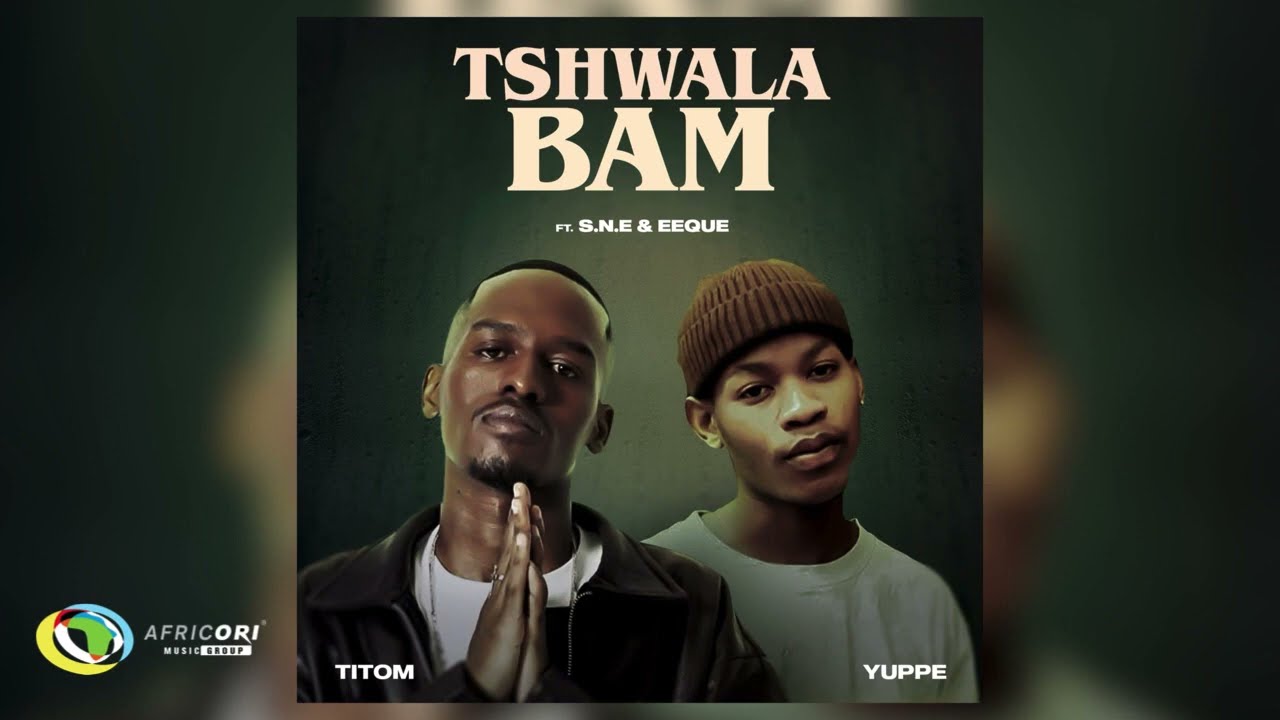 TSHWALA
BAM
FT. S.N.E & EEQUE
AFRICORI®
MUSIC GROUP
TITOM
YUPPE